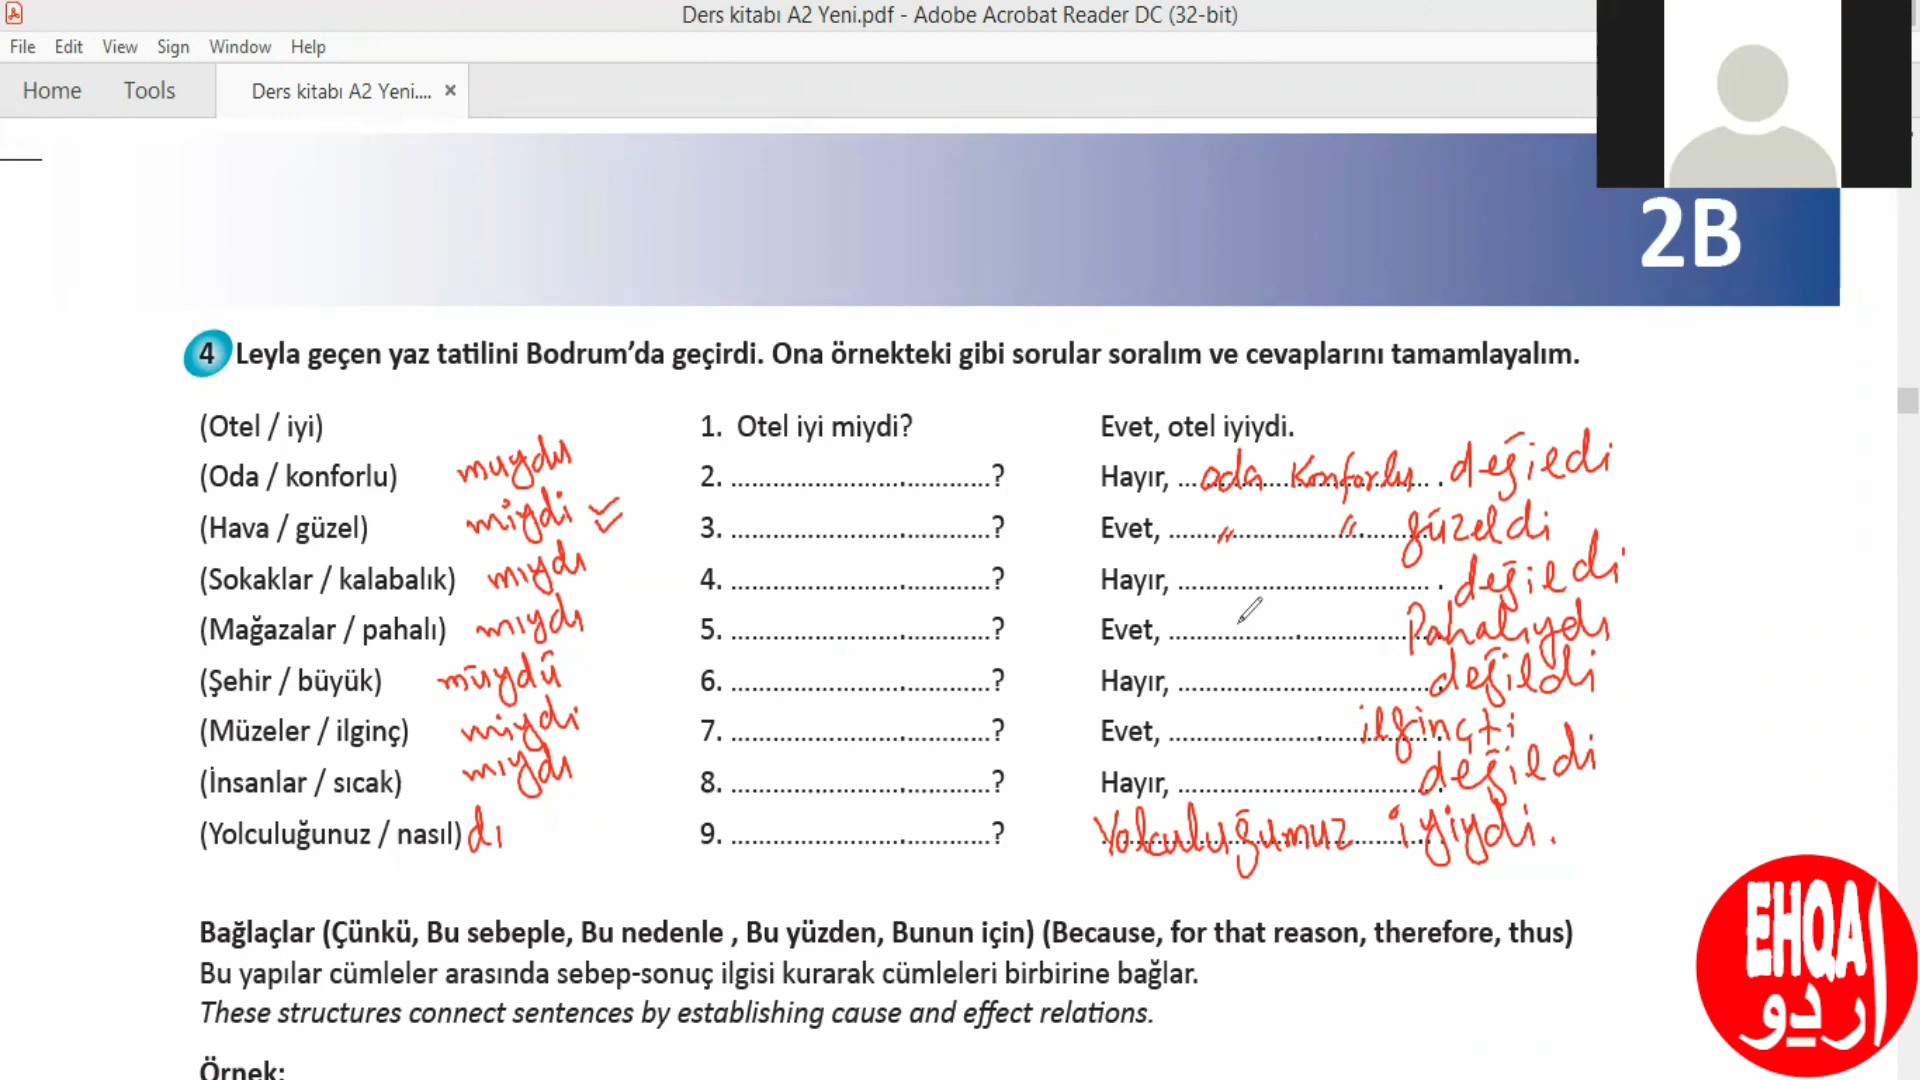 Ders kitabı A2 Yeni.pdf - Adobe Acrobat Reader DC (32-bit)
File Edit View Sign Window Help
Home Tools Ders kitabı A2 Yeni.... ×
2B
4 Leyla geçen yaz tatilini Bodrum’da geçirdi. Ona örnekteki gibi sorular soralım ve cevaplarını tamamlayalım.
(Otel / iyi) 1. Otel iyi miydi? Evet, otel iyiydi.
(Oda / konforlu) muydu 2. ..............................? Hayır, oda konforlu . değildi
(Hava / güzel) miydi 3. ..............................? Evet, " " güzeldi
(Sokaklar / kalabalık) mıydı 4. ..............................? Hayır, .............................. . değildi
(Mağazalar / pahalı) mıydı 5. ..............................? Evet, .............................. Pahalıydı
(Şehir / büyük) müydü 6. ..............................? Hayır, .............................. değildi
(Müzeler / ilginç) miydi 7. ..............................? Evet, .............................. ilginçti
(İnsanlar / sıcak) mıydı 8. ..............................? Hayır, .............................. değildi
(Yolculuğunuz / nasıl) dı 9. ..............................? Yolculuğumuz iyiydi.
Bağlaçlar (Çünkü, Bu sebeple, Bu nedenle , Bu yüzden, Bunun için) (Because, for that reason, therefore, thus)
Bu yapılar cümleler arasında sebep-sonuç ilgisi kurarak cümleleri birbirine bağlar.
These structures connect sentences by establishing cause and effect relations.
Örnek:
EHQA
اردو